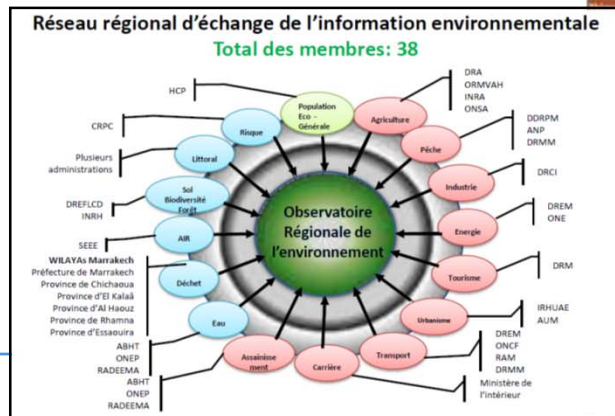 Réseau régional d'échange de l'information environnementale
Total des membres: 38
HCP
Population
Eco -
Générale
DRA
ORMVAH
INRA
ONSA
Agriculture
CRPC
Risque
DDRPM
ANP
DRMM
Pêche
Plusieurs
administrations
Littoral
DRCI
Industrie
DREFLCD
INRH
Sol
Biodiversité
Forêt
Observatoire
Régionale de
l'environnement
DREM
ONE
Energie
SEEE
AIR
DRM
Tourisme
WILAYAs Marrakech
Préfecture de Marrakech
Province de Chichaoua
Province d'El Kalaâ
Province d'Al Haouz
Province de Rhamna
Province d'Essaouira
Déchet
IRHUAE
AUM
Urbanisme
ABHT
ONEP
RADEEMA
Eau
DREM
ONCF
RAM
DRMM
Transport
ABHT
ONEP
RADEEMA
Assainisse
ment
Carrière
Ministère de
l'intérieur